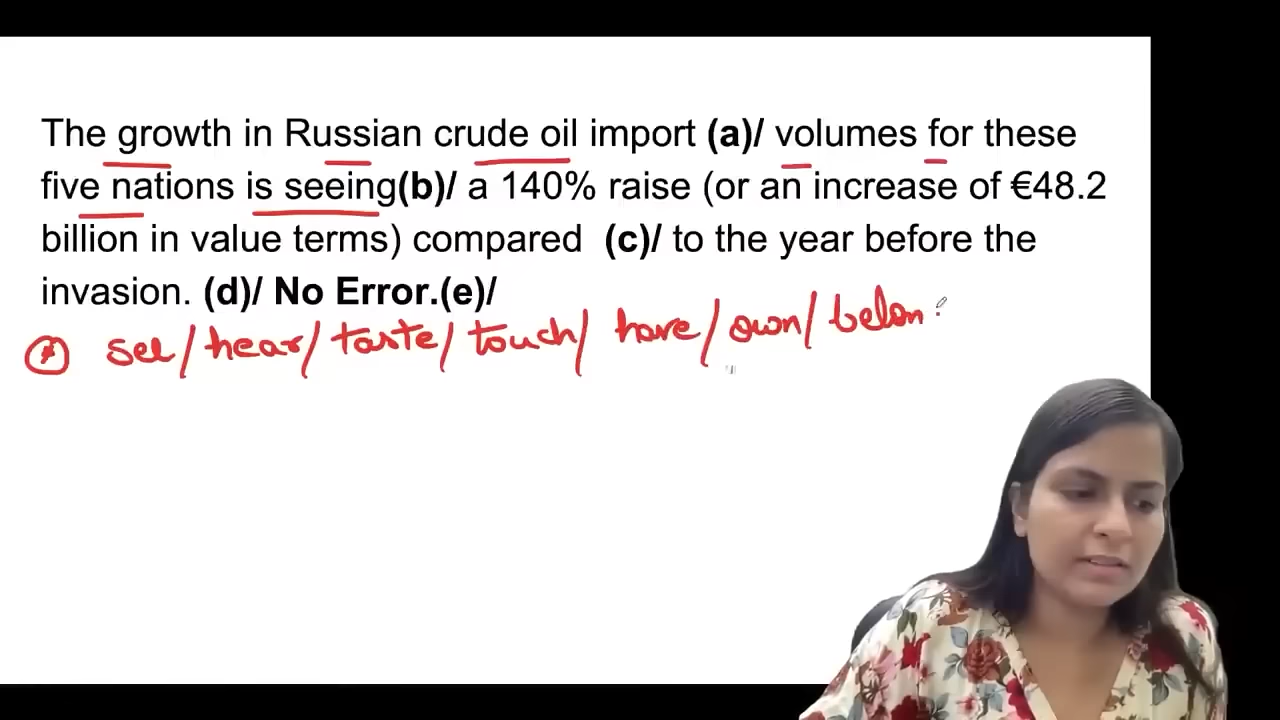 The growth in Russian crude oil import (a)/ volumes for these
five nations is seeing(b)/ a 140% raise (or an increase of €48.2
billion in value terms) compared (c)/ to the year before the
invasion. (d)/ No Error.(e)/
see/hear/taste/touch/ have/own/belon